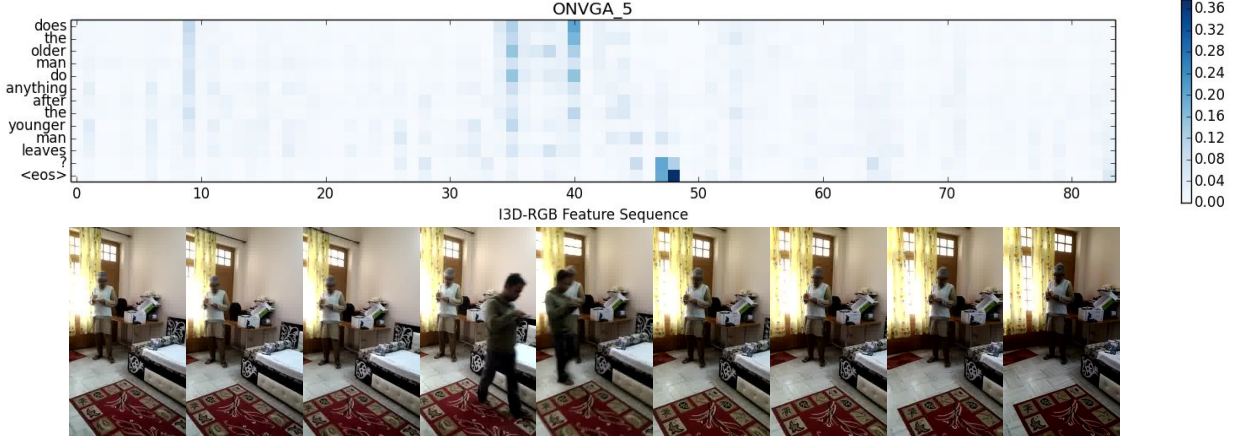 ONVGA_5
does
the
older
man
do
anything
after
the
younger
man
leaves
?
<eos>
0 10 20 30 40 50 60 70 80
I3D-RGB Feature Sequence
0.36
0.32
0.28
0.24
0.20
0.16
0.12
0.08
0.04
0.00